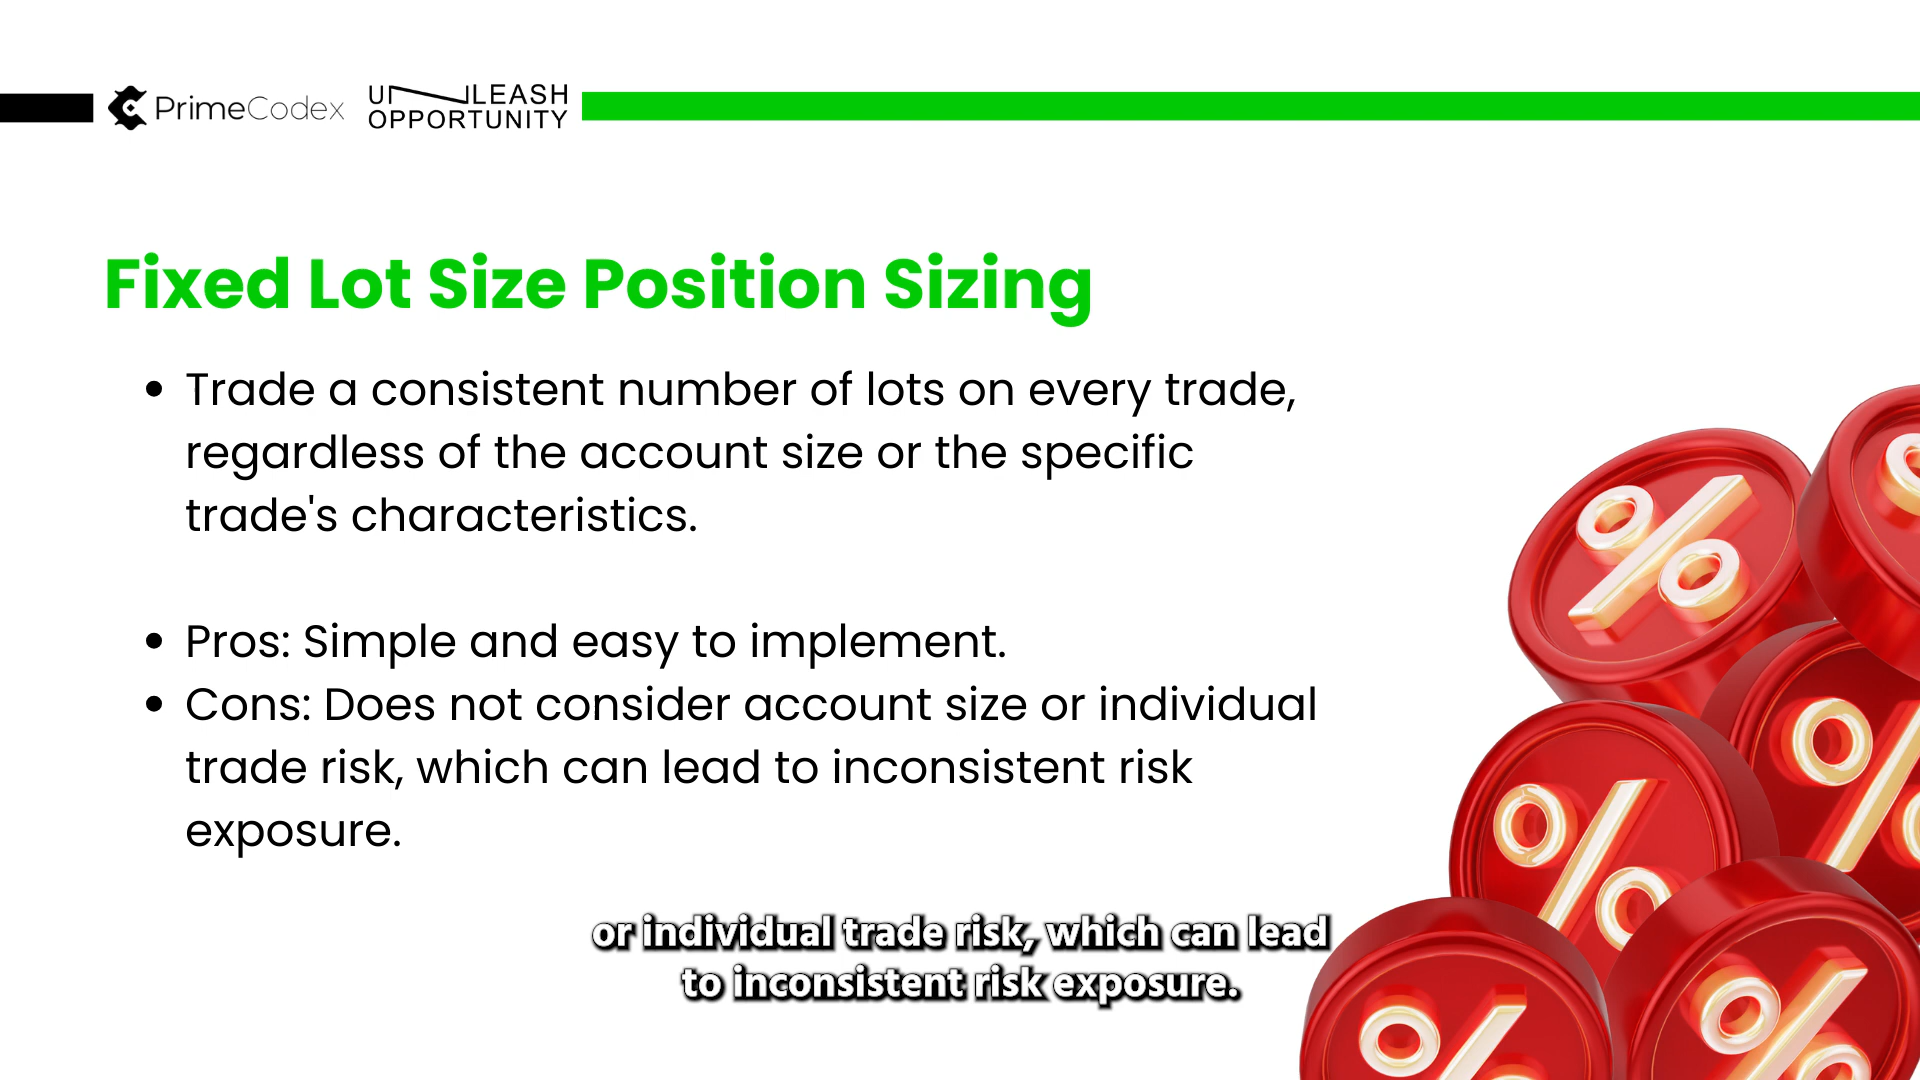 PrimeCodex
UNLEASH
OPPORTUNITY
Fixed Lot Size Position Sizing
• Trade a consistent number of lots on every trade,
regardless of the account size or the specific
trade's characteristics.
• Pros: Simple and easy to implement.
• Cons: Does not consider account size or individual
trade risk, which can lead to inconsistent risk
exposure.
or individual trade risk, which can lead
to inconsistent risk exposure.
%
%
%
%
%
%